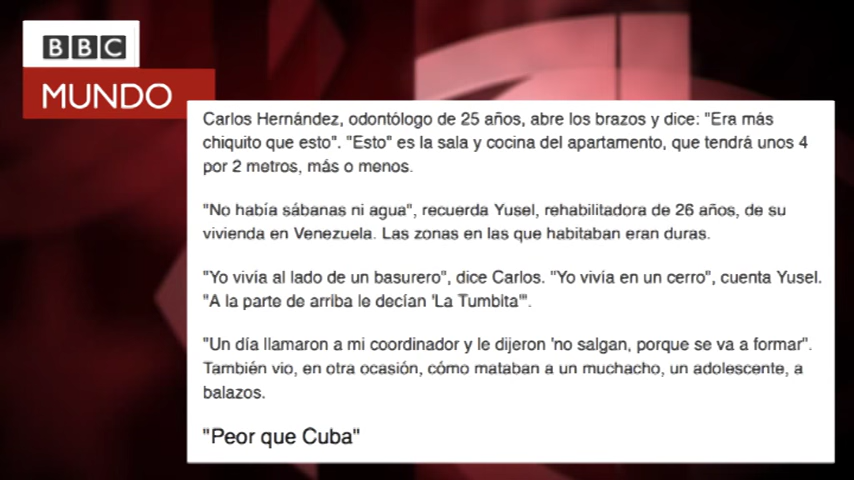 BBC
MUNDO
Carlos Hernández, odontólogo de 25 años, abre los brazos y dice: "Era más
chiquito que esto". "Esto" es la sala y cocina del apartamento, que tendrá unos 4
por 2 metros, más o menos.
"No había sábanas ni agua", recuerda Yusel, rehabilitadora de 26 años, de su
vivienda en Venezuela. Las zonas en las que habitaban eran duras.
"Yo vivía al lado de un basurero", dice Carlos. "Yo vivía en un cerro", cuenta Yusel.
"A la parte de arriba le decían 'La Tumbita'".
"Un día llamaron a mi coordinador y le dijeron 'no salgan, porque se va a formar".
También vio, en otra ocasión, cómo mataban a un muchacho, un adolescente, a
balazos.
"Peor que Cuba"